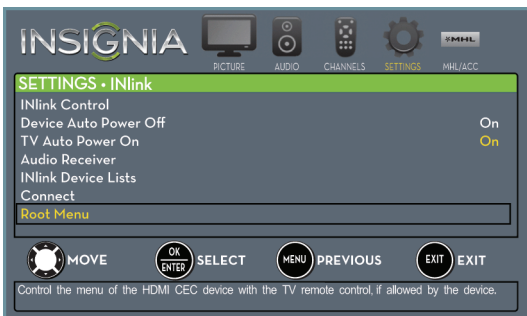 INSIGNIA
PICTURE AUDIO CHANNELS SETTINGS MHL/ACC
MHL
SETTINGS • INlink
INlink Control
Device Auto Power Off On
TV Auto Power On On
Audio Receiver
INlink Device Lists
Connect
Root Menu
MOVE OK ENTER SELECT MENU PREVIOUS EXIT EXIT
Control the menu of the HDMI CEC device with the TV remote control, if allowed by the device.